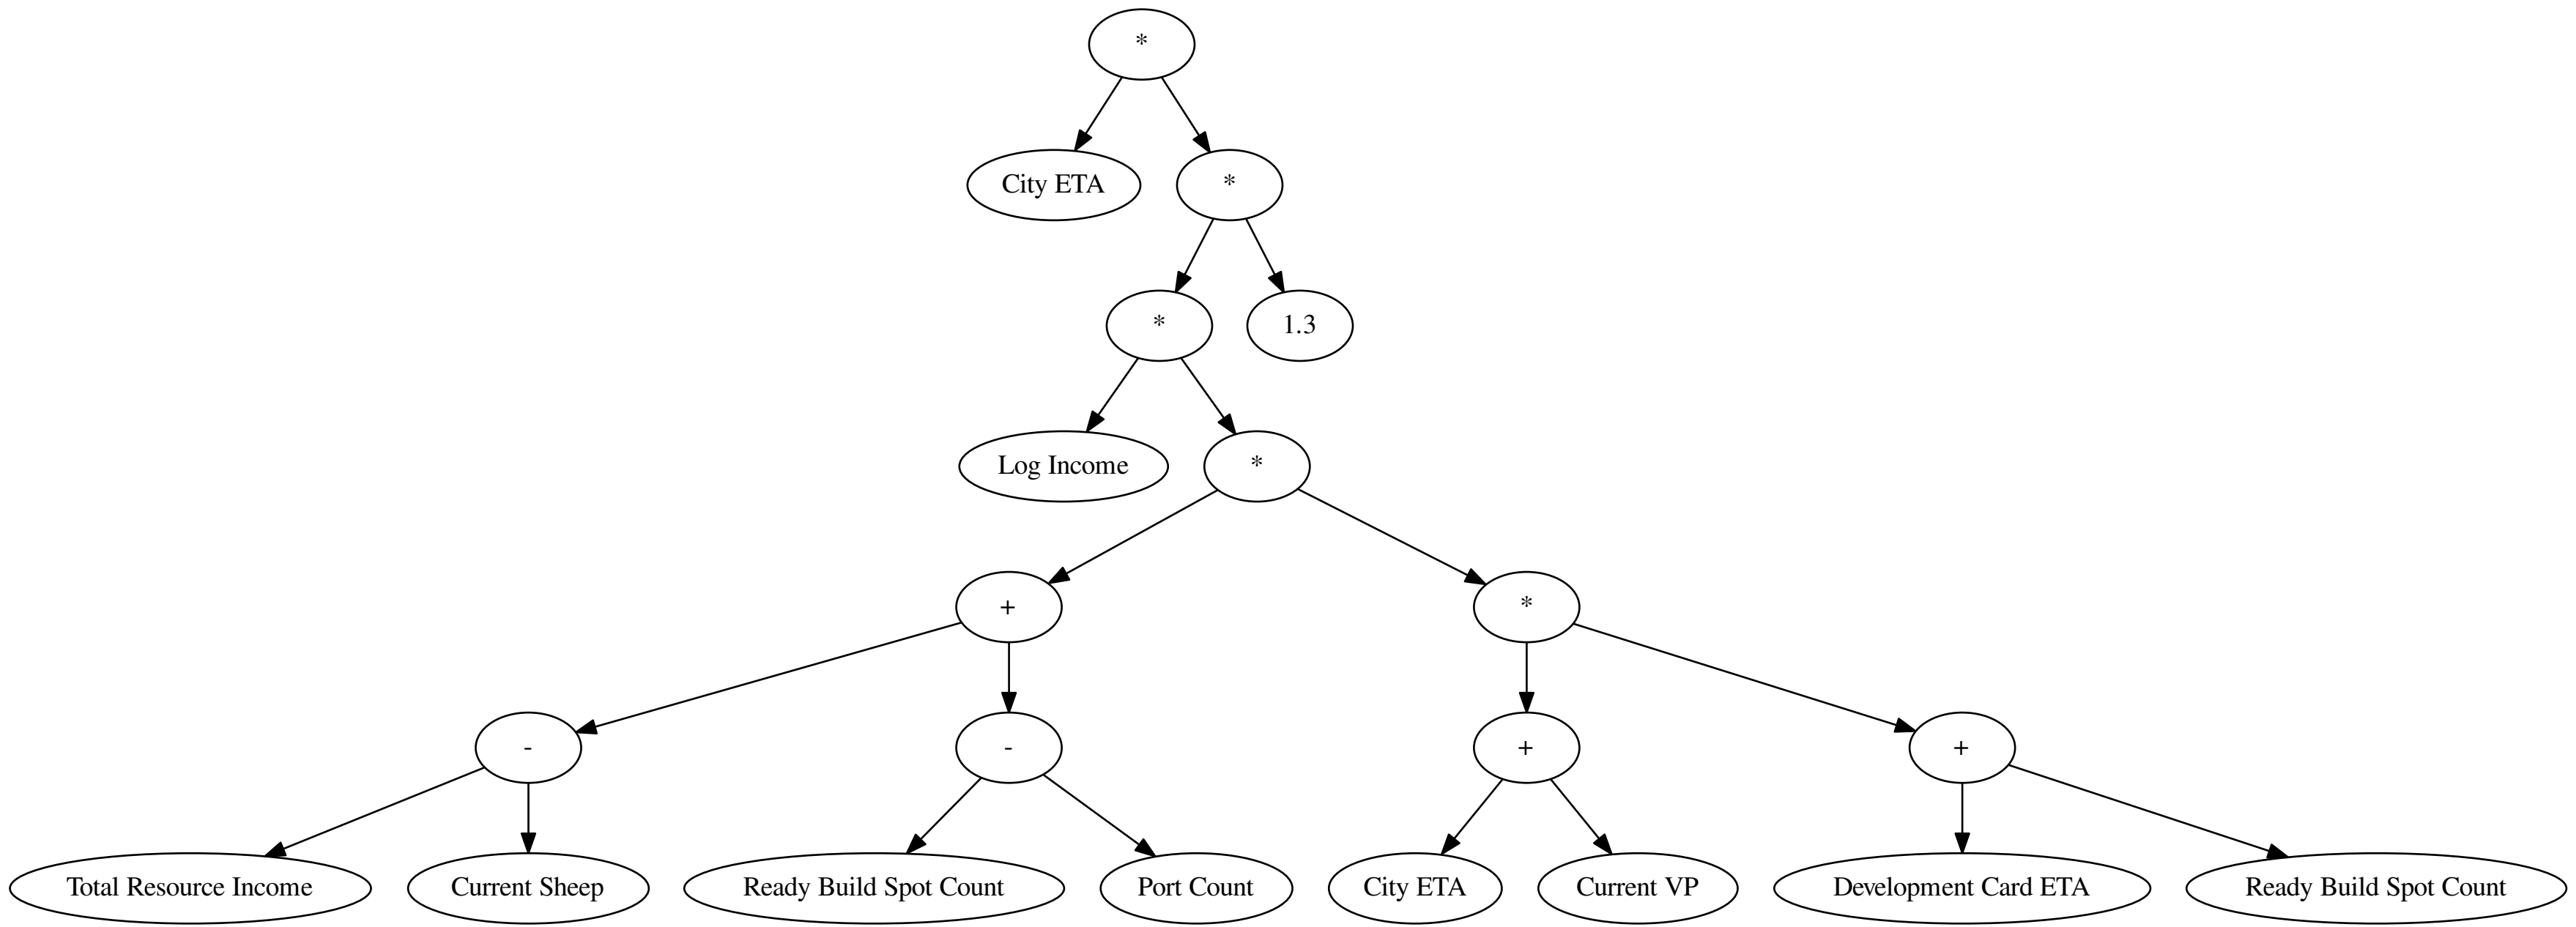 *
City ETA
*
*
1.3
Log Income
*
+
*
-
-
+
+
Total Resource Income
Current Sheep
Ready Build Spot Count
Port Count
City ETA
Current VP
Development Card ETA
Ready Build Spot Count